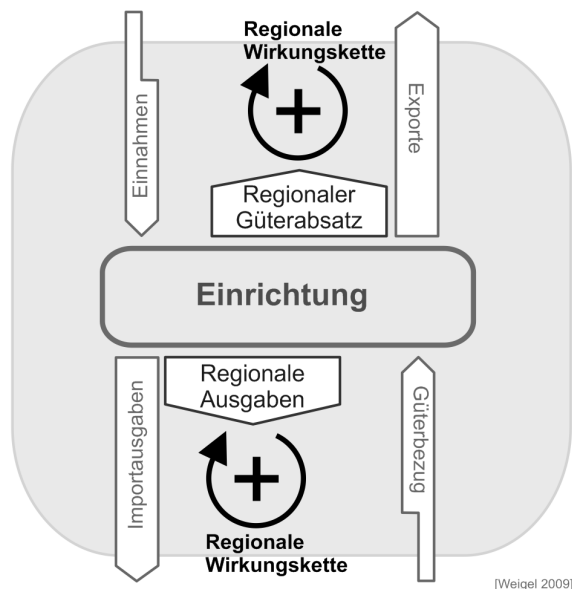 Regionale
Wirkungskette
Einnahmen
Exporte
Regionaler
Güterabsatz
Einrichtung
Importausgaben
Regionale
Ausgaben
Güterbezug
Regionale
Wirkungskette
[Weigel 2009]